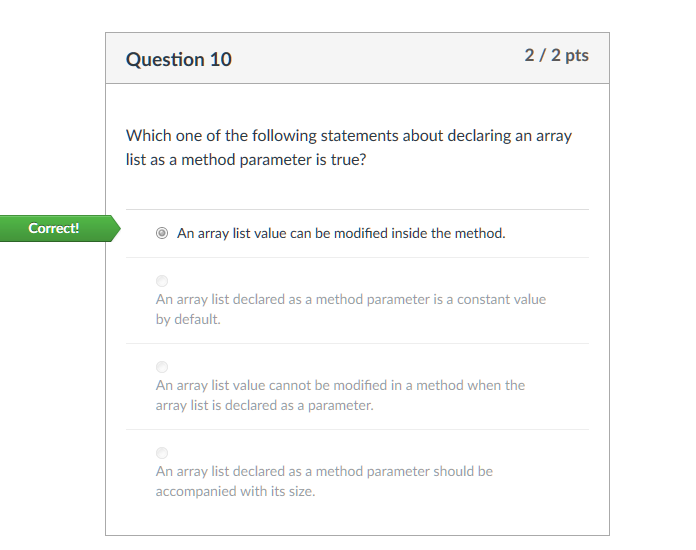 Question 10
2 / 2 pts
Which one of the following statements about declaring an array
list as a method parameter is true?
Correct!
An array list value can be modified inside the method.
An array list declared as a method parameter is a constant value
by default.
An array list value cannot be modified in a method when the
array list is declared as a parameter.
An array list declared as a method parameter should be
accompanied with its size.